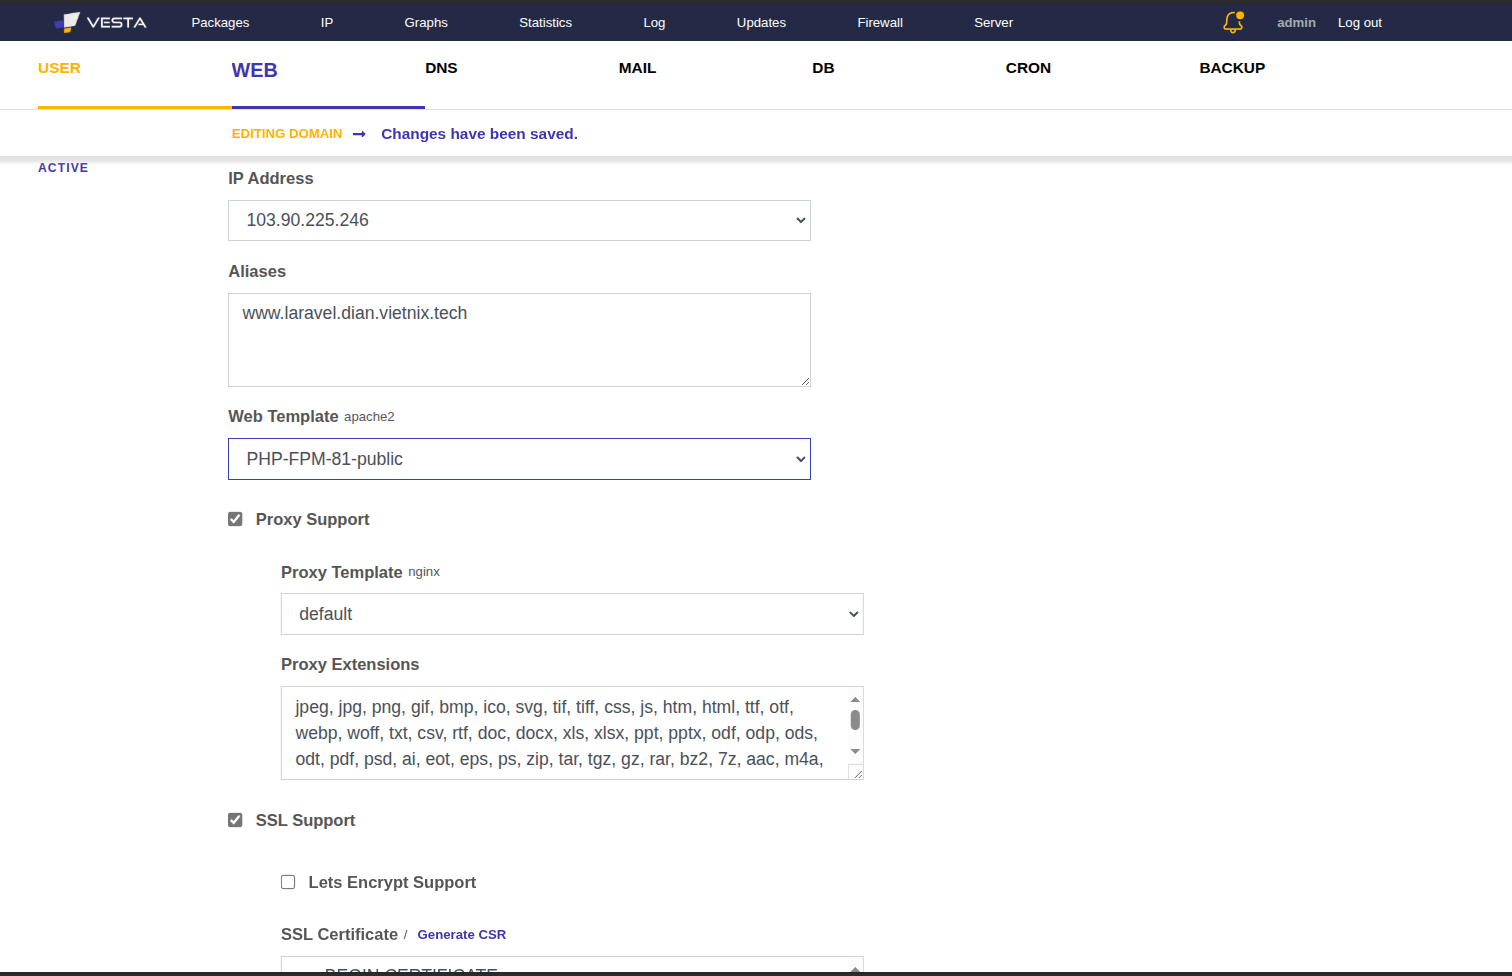 VESTA Packages IP Graphs Statistics Log Updates Firewall Server admin Log out
USER WEB DNS MAIL DB CRON BACKUP
EDITING DOMAIN → Changes have been saved.
ACTIVE
IP Address
103.90.225.246
Aliases
www.laravel.dian.vietnix.tech
Web Template apache2
PHP-FPM-81-public
Proxy Support
Proxy Template nginx
default
Proxy Extensions
jpeg, jpg, png, gif, bmp, ico, svg, tif, tiff, css, js, htm, html, ttf, otf,
webp, woff, txt, csv, rtf, doc, docx, xls, xlsx, ppt, pptx, odf, odp, ods,
odt, pdf, psd, ai, eot, eps, ps, zip, tar, tgz, gz, rar, bz2, 7z, aac, m4a,
SSL Support
Lets Encrypt Support
SSL Certificate / Generate CSR
BEGIN CERTIFICATE